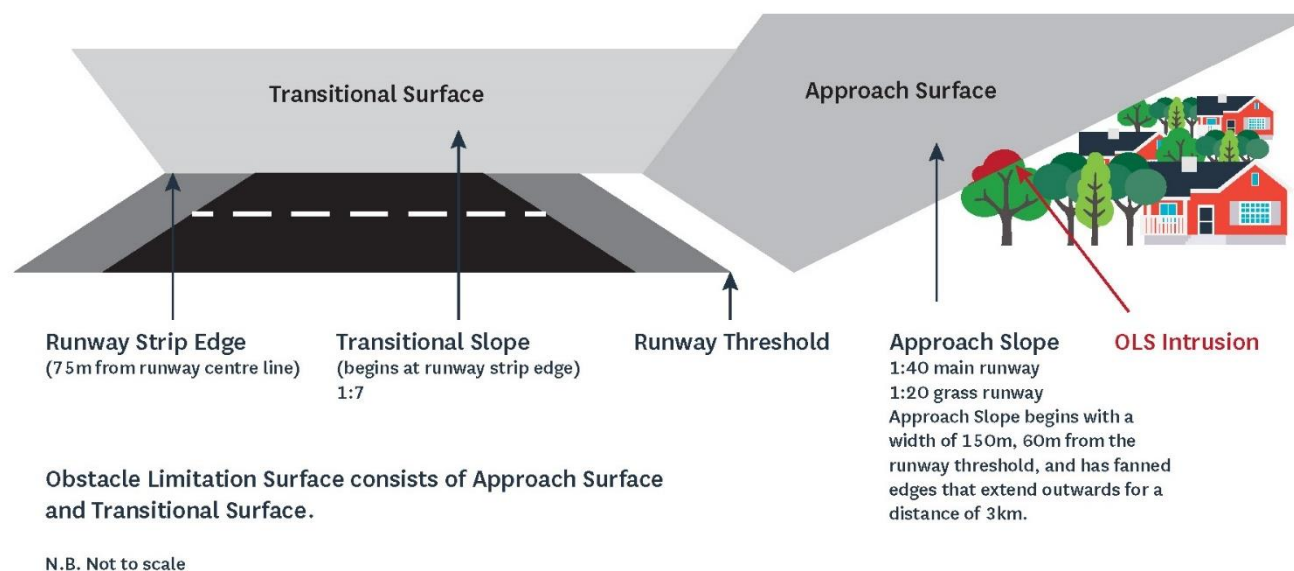 Transitional Surface
Approach Surface
Runway Strip Edge
(75m from runway centre line)
Transitional Slope
(begins at runway strip edge)
1:7
Runway Threshold
Approach Slope
1:40 main runway
1:20 grass runway
Approach Slope begins with a
width of 150m, 60m from the
runway threshold, and has fanned
edges that extend outwards for a
distance of 3km.
OLS Intrusion
Obstacle Limitation Surface consists of Approach Surface
and Transitional Surface.
N.B. Not to scale